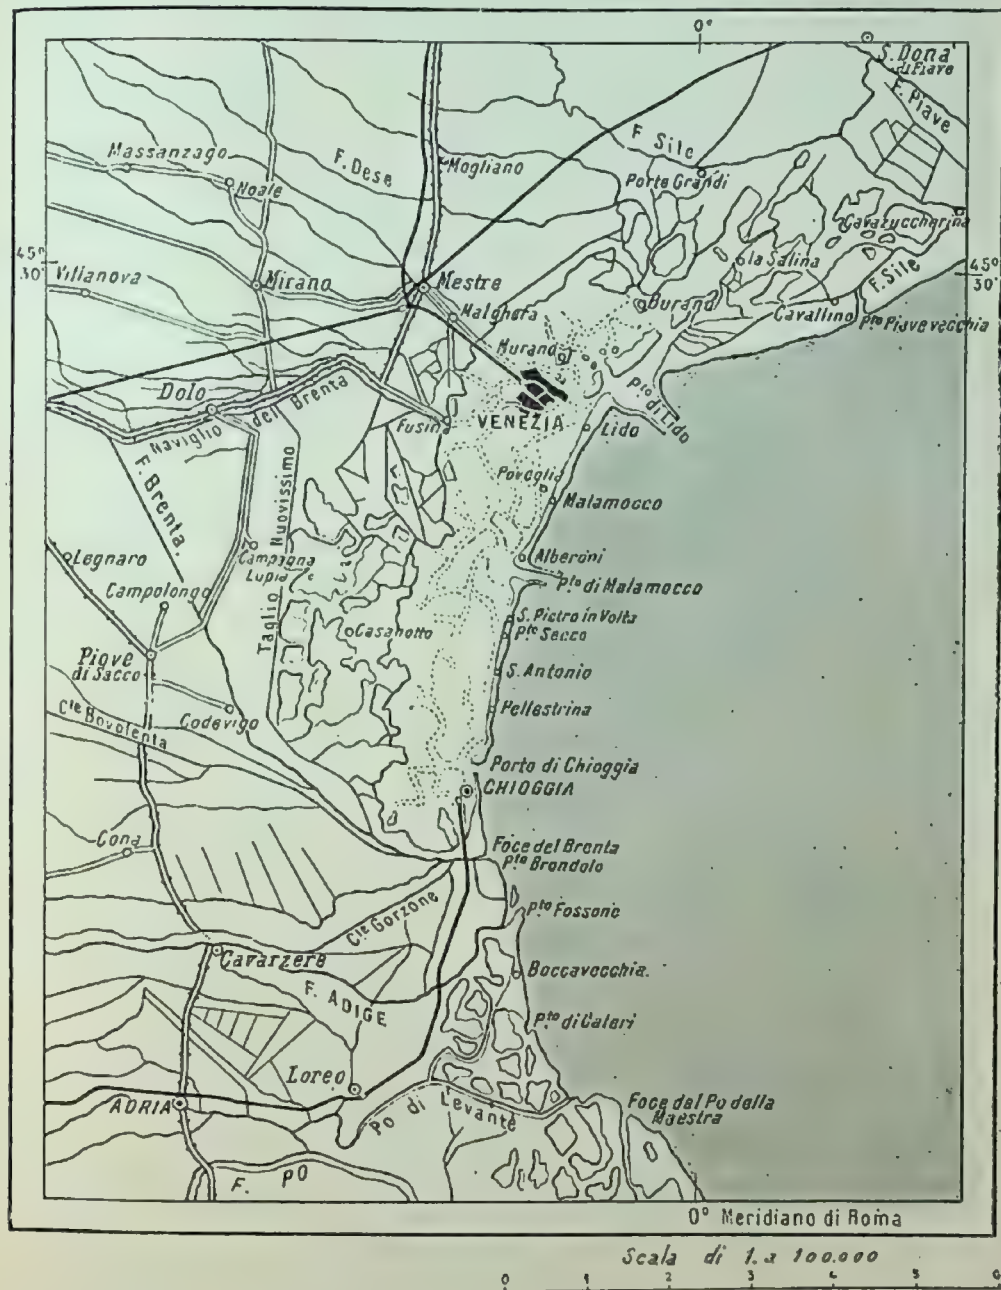 0°
S. Dona
di Piave
F. Piave
F. Sile
Massanzago
Mogliano
F. Dese
Noale
Porte Grandi
Cavazuccherina
45°
30'
la Salina
F. Sile
45°
30'
Villanova
Mirano
Mestre
Burano
Malghera
Cavallino
Pto Piave vecchia
Murano
Dolo
Naviglio del Brenta
VENEZIA
Pto di Lido
Fusina
Lido
F. Brenta.
Taglio Nuovissimo
Poveglia
Malamocco
Legnaro
Campagna
Lupia
Alberoni
Campolongo
Pto di Malamocco
S. Pietro in Volta
Pto Secco
Casanotto
Piove
di Sacco
S. Antonio
Codevigo
Pellestrina
Cle Bovolenta
Porto di Chioggia
CHIOGGIA
Cona
Foce del Brenta
Pto Brondolo
Cle Gorzone
Pto Fossone
Cavarzere
Boccavecchia.
F. ADIGE
Pto di Caleri
Loreo
ADRIA
Po di Levante
Foce del Po della
Maestra
F. PO
0° Meridiano di Roma
Scala di 1. a 100.000
0 1 2 3 4 5 6